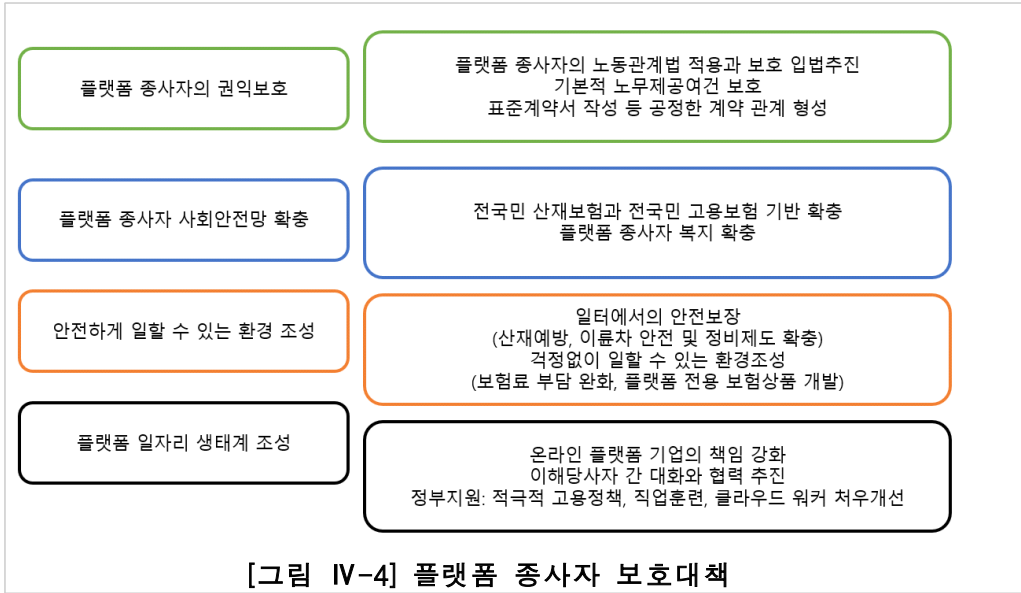 플랫폼 종사자의 권익보호
플랫폼 종사자의 노동관계법 적용과 보호 입법추진
기본적 노무제공여건 보호
표준계약서 작성 등 공정한 계약 관계 형성
플랫폼 종사자 사회안전망 확충
전국민 산재보험과 전국민 고용보험 기반 확충
플랫폼 종사자 복지 확충
안전하게 일할 수 있는 환경 조성
일터에서의 안전보장
(산재예방, 이륜차 안전 및 정비제도 확충)
걱정없이 일할 수 있는 환경조성
(보험료 부담 완화, 플랫폼 전용 보험상품 개발)
플랫폼 일자리 생태계 조성
온라인 플랫폼 기업의 책임 강화
이해당사자 간 대화와 협력 추진
정부지원: 적극적 고용정책, 직업훈련, 클라우드 워커 처우개선
[그림 Ⅳ-4] 플랫폼 종사자 보호대책